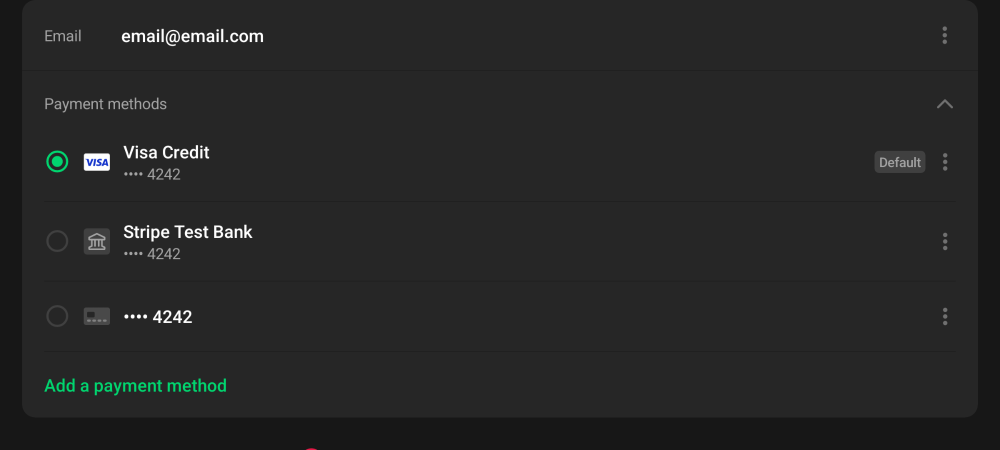 Email email@email.com
Payment methods
VISA Visa Credit Default
•••• 4242
Stripe Test Bank
•••• 4242
•••• 4242
Add a payment method